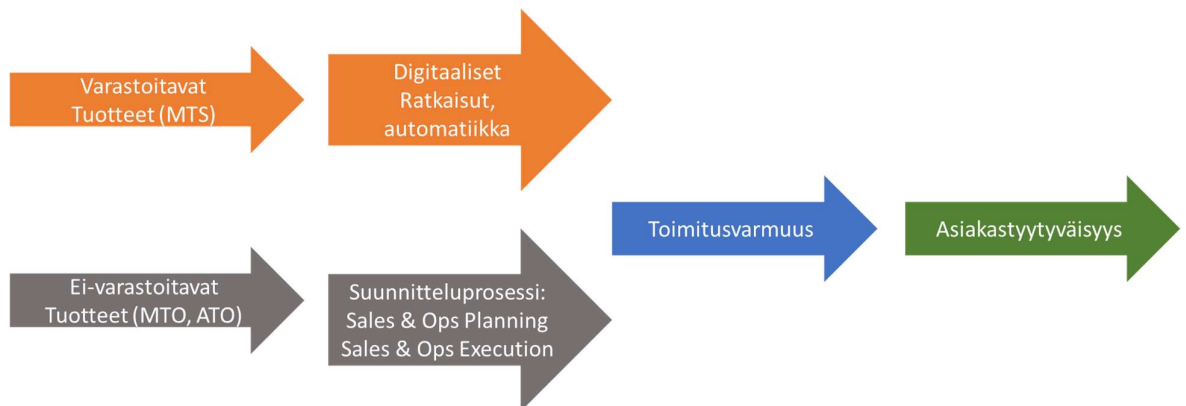 Varastoitavat
Tuotteet (MTS)
Digitaaliset
Ratkaisut,
automatiikka
Ei-varastoitavat
Tuotteet (MTO, ATO)
Suunnitteluprosessi:
Sales & Ops Planning
Sales & Ops Execution
Toimitusvarmuus
Asiakastyytyväisyys